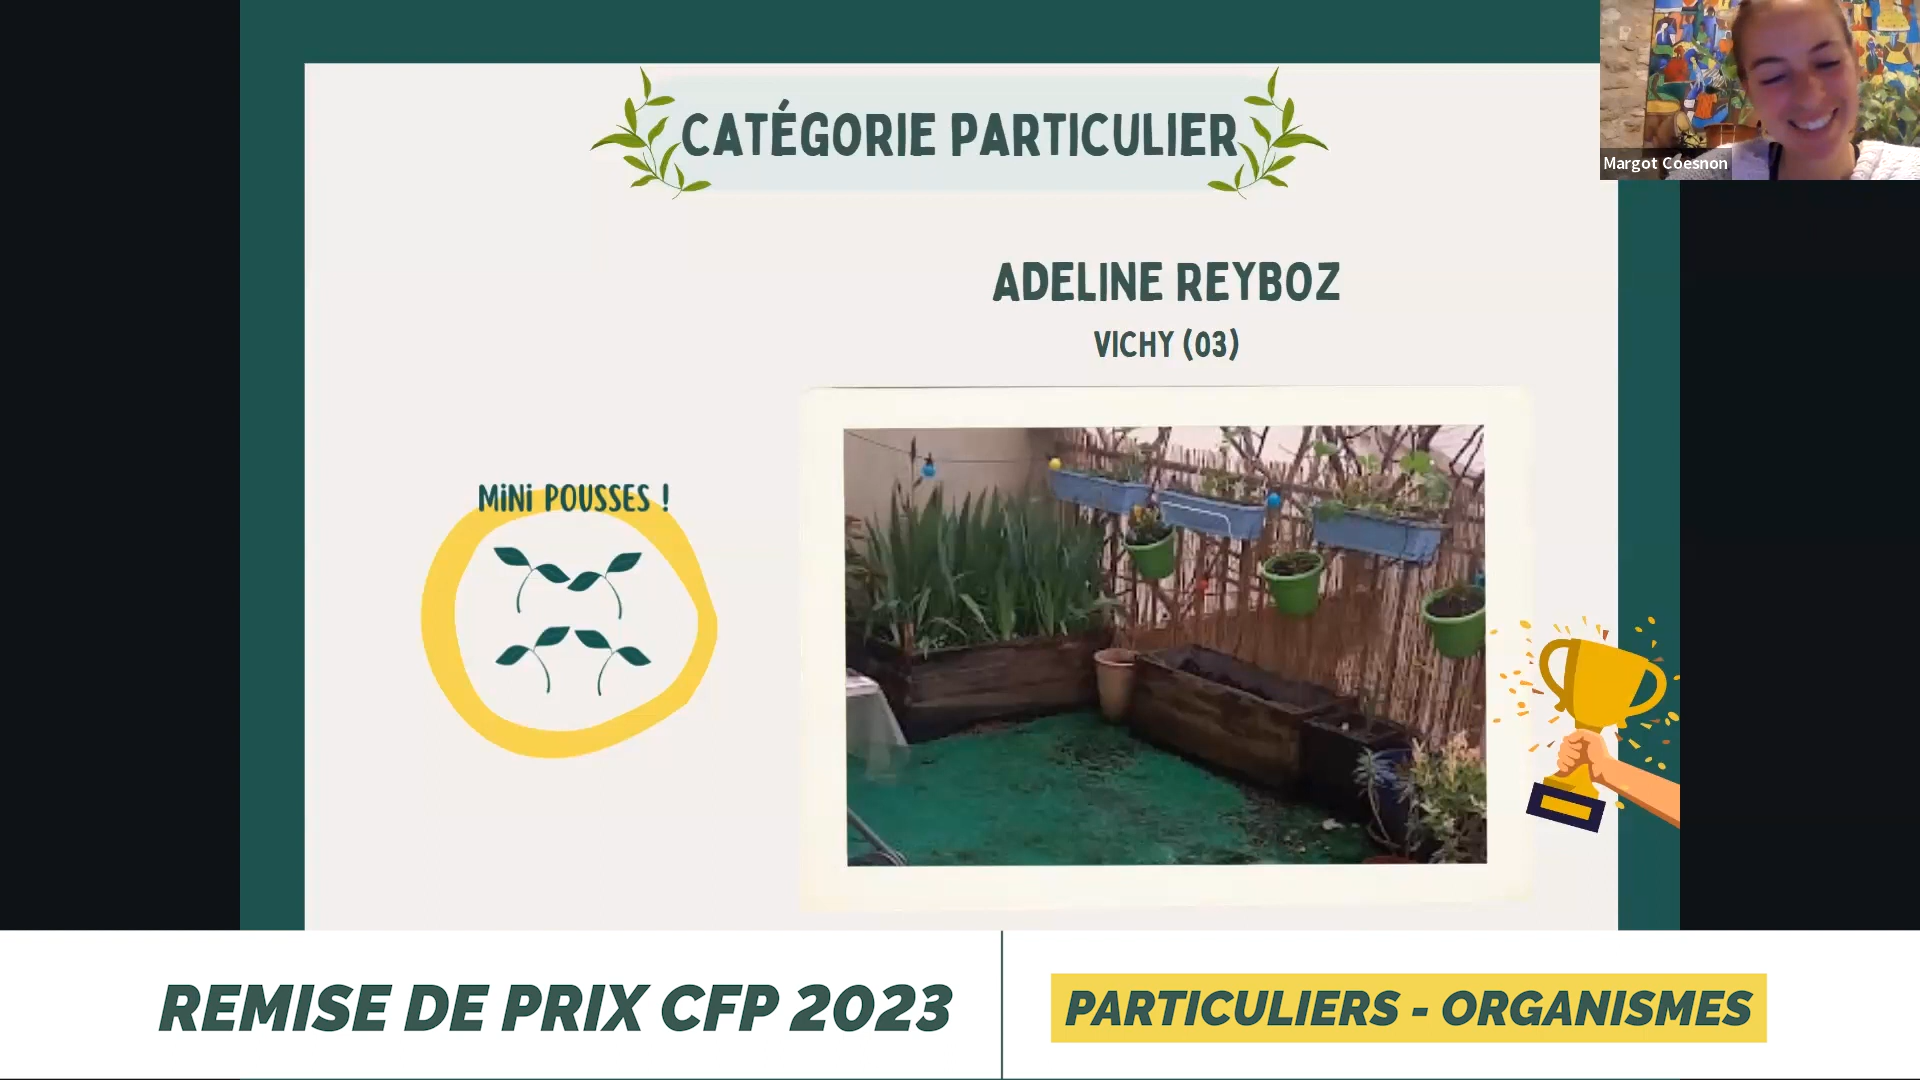 CATÉGORIE PARTICULIER
Margot Coesnon
ADELINE REYBOZ
VICHY (03)
MiNi POUSSES !
REMISE DE PRIX CFP 2023
PARTICULIERS - ORGANISMES